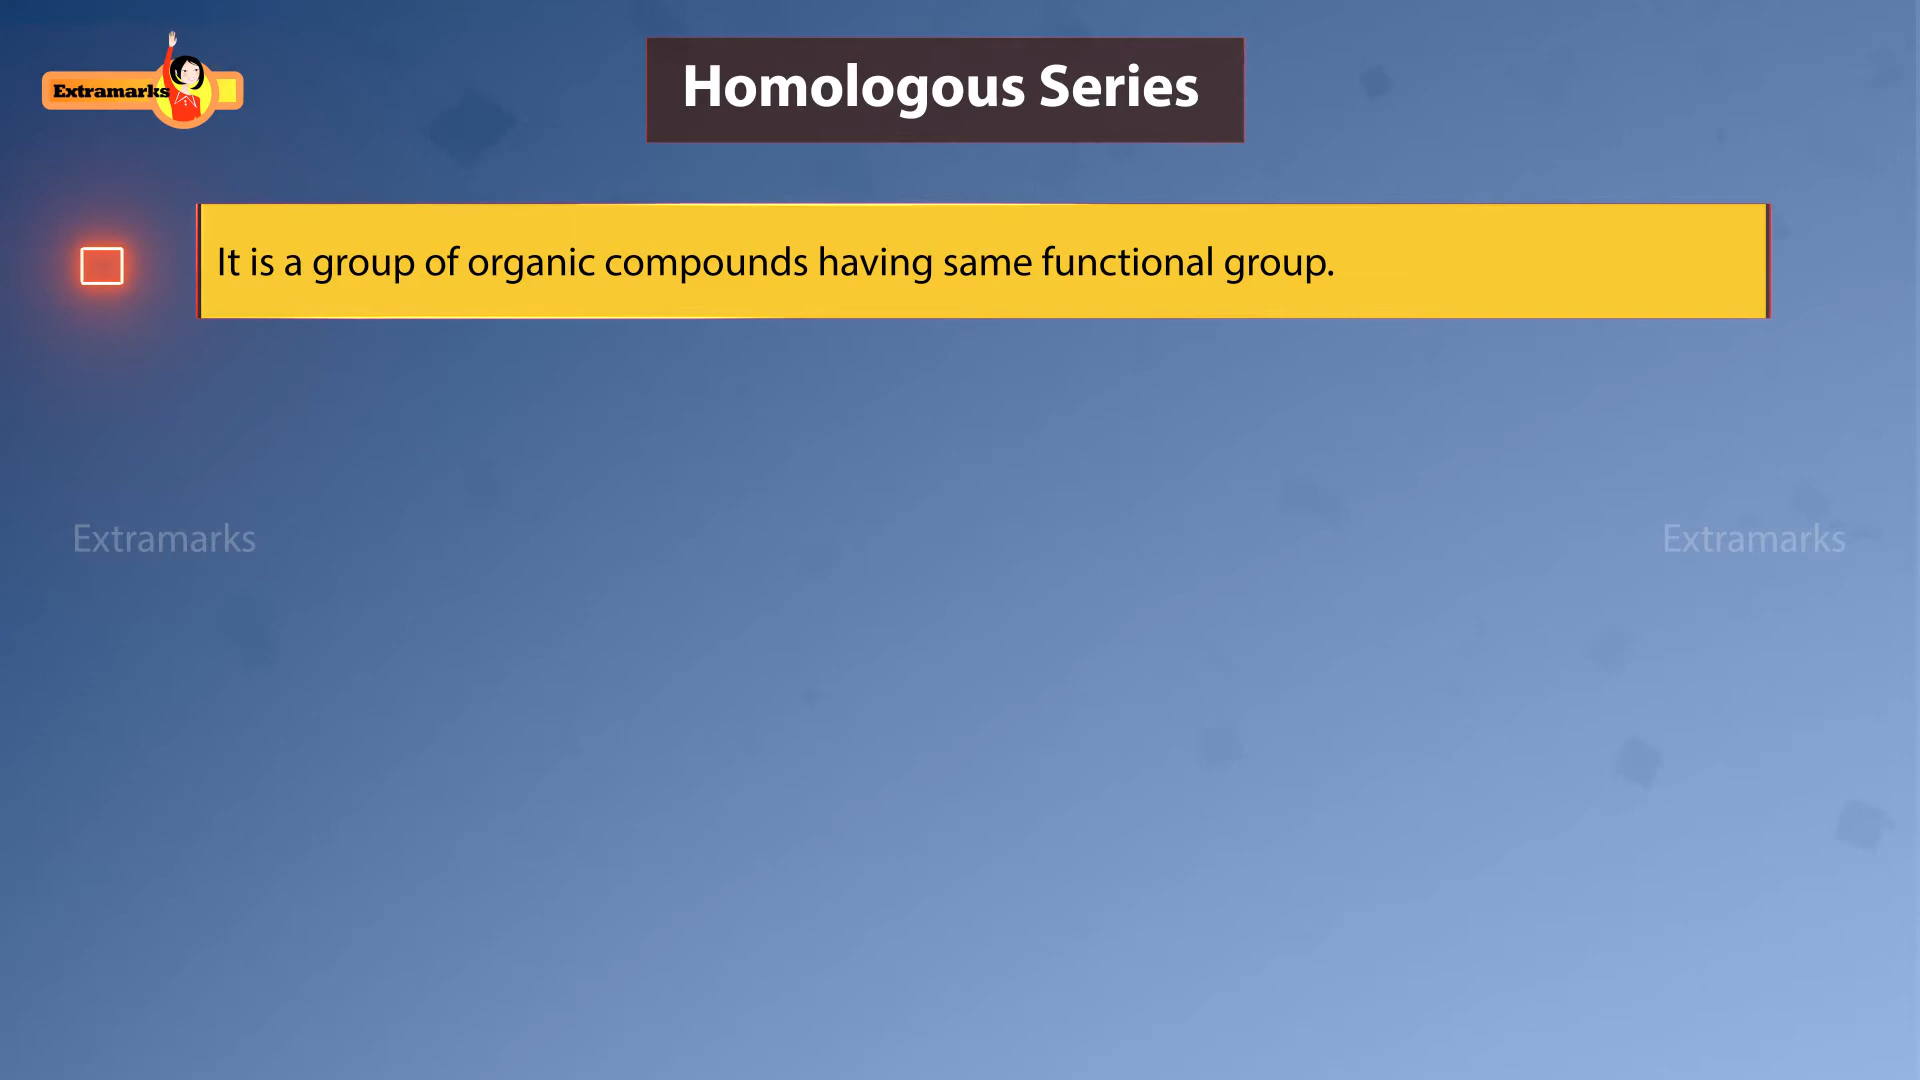 Extramarks
Homologous Series
It is a group of organic compounds having same functional group.
Extramarks
Extramarks